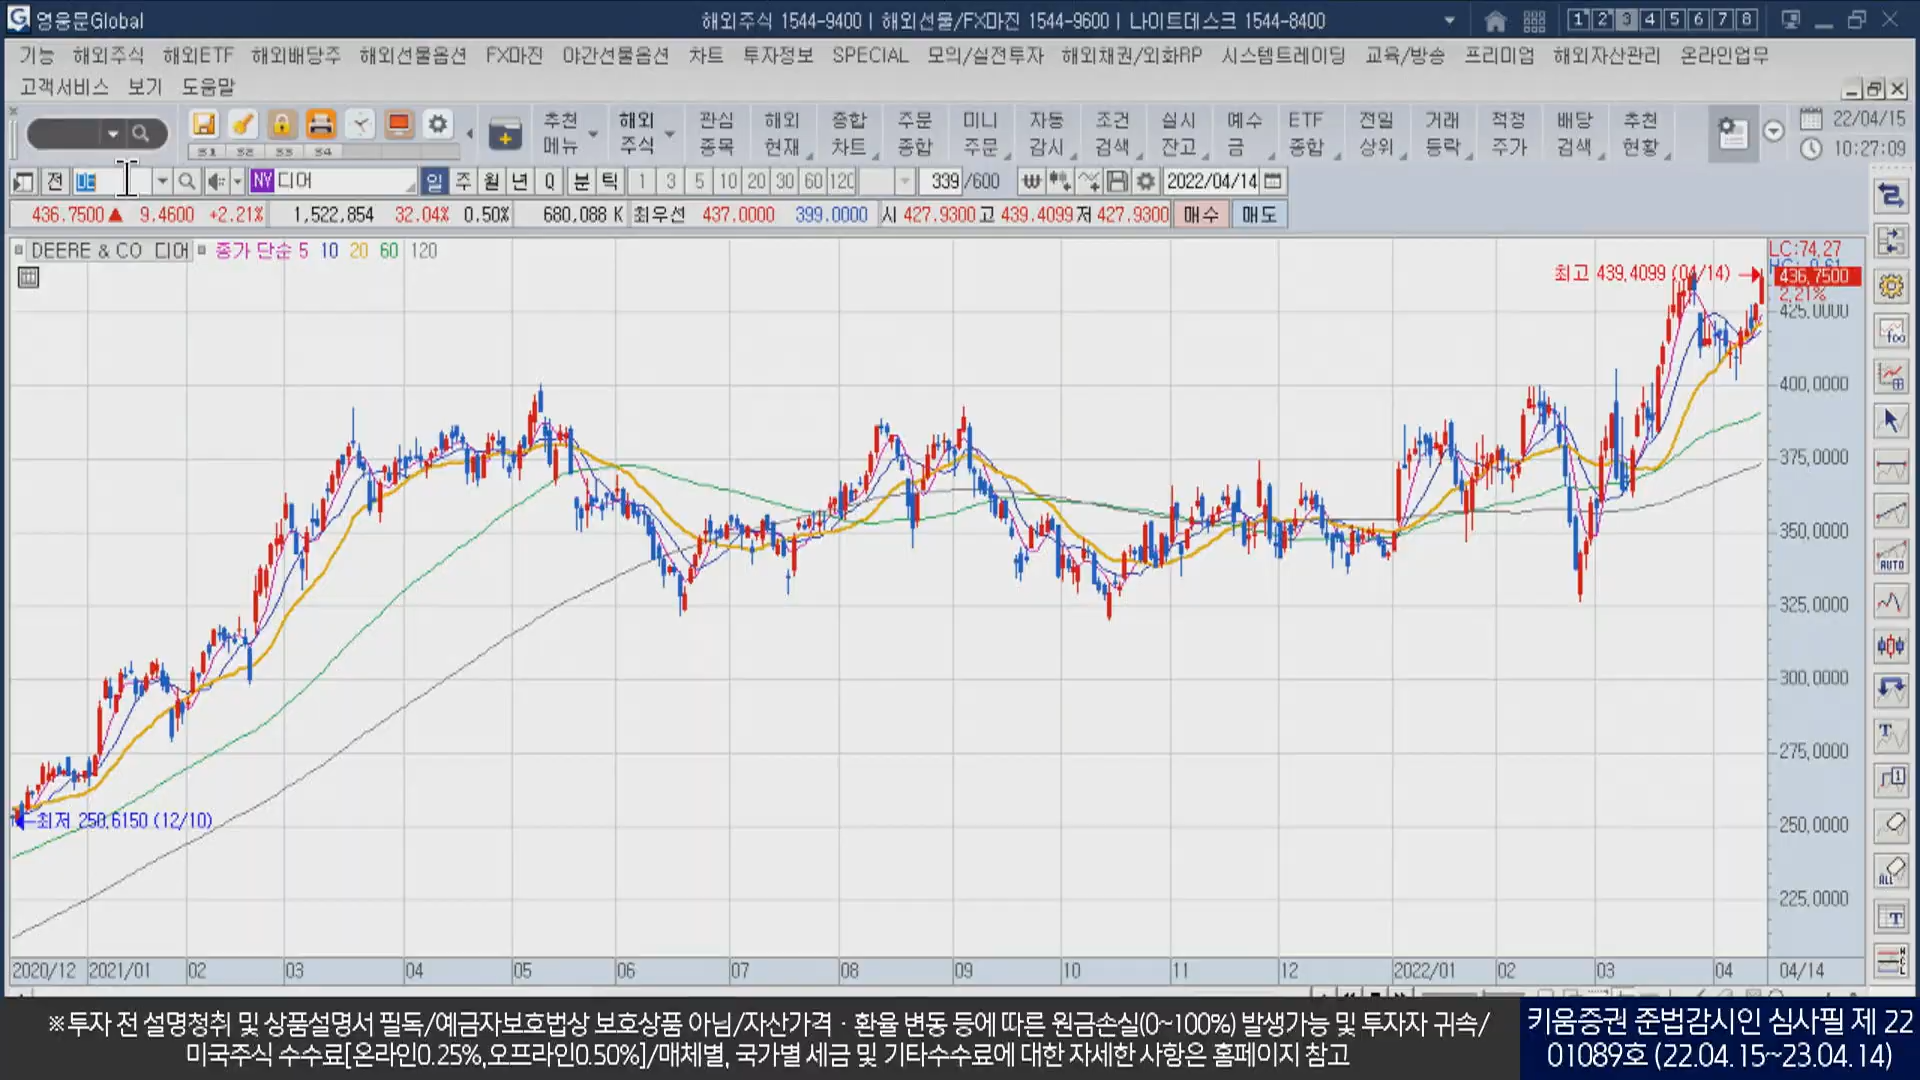 영웅문Global
해외주식 1544-9400 | 해외선물/FX마진 1544-9600 | 나이트데스크 1544-8400
1 2 3 4 5 6 7 8
기능 해외주식 해외ETF 해외배당주 해외선물옵션 FX마진 야간선물옵션 차트 투자정보 SPECIAL 모의/실전투자 해외채권/외화RP 시스템트레이딩 교육/방송 프리미엄 해외자산관리 온라인업무
고객서비스 보기 도움말
추천 해외 관심 해외 종합 주문 미니 자동 조건 실시 예수 ETF 전일 거래 적정 배당 추천
메뉴 주식 종목 현재 차트 종합 주문 감시 검색 잔고 금 종합 상위 등락 주가 검색 현황
22/04/15
10:27:09
S1 S2 S3 S4
전 DE NY 디어 일 주 월 년 Q 분 틱 1 3 5 10 20 30 60 120 339 /600 2022/04/14
436.7500 ▲ 9.4600 +2.21% 1,522,854 32.04% 0.50% 680,088 K 최우선 437.0000 399.0000 시 427.9300 고 439.4099 저 427.9300 매수 매도
DEERE & CO 디어 종가 단순 5 10 20 60 120
LC:74.27
최고 439.4099 (04/14)
436.7500
2.21%
425.0000
400.0000
375.0000
350.0000
325.0000
300.0000
275.0000
최저 250.6150 (12/10)
250.0000
225.0000
2020/12 2021/01 02 03 04 05 06 07 08 09 10 11 12 2022/01 02 03 04 04/14
foo
AUTO
T
1
ALL
T
※투자 전 설명청취 및 상품설명서 필독/예금자보호법상 보호상품 아님/자산가격 · 환율 변동 등에 따른 원금손실(0~100%) 발생가능 및 투자자 귀속/
미국주식 수수료[온라인0.25%,오프라인0.50%]/매체별, 국가별 세금 및 기타수수료에 대한 자세한 사항은 홈페이지 참고
키움증권 준법감시인 심사필 제 22
01089호 (22.04.15~23.04.14)